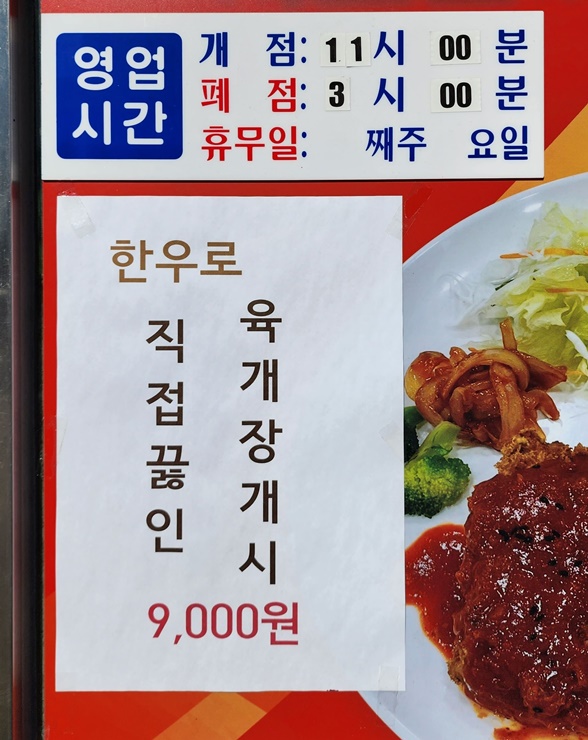 영업
시간
개 점: 11시 00분
폐 점: 3 시 00분
휴무일: 째주 요일
한우로
직접끓인
육개장개시
9,000원